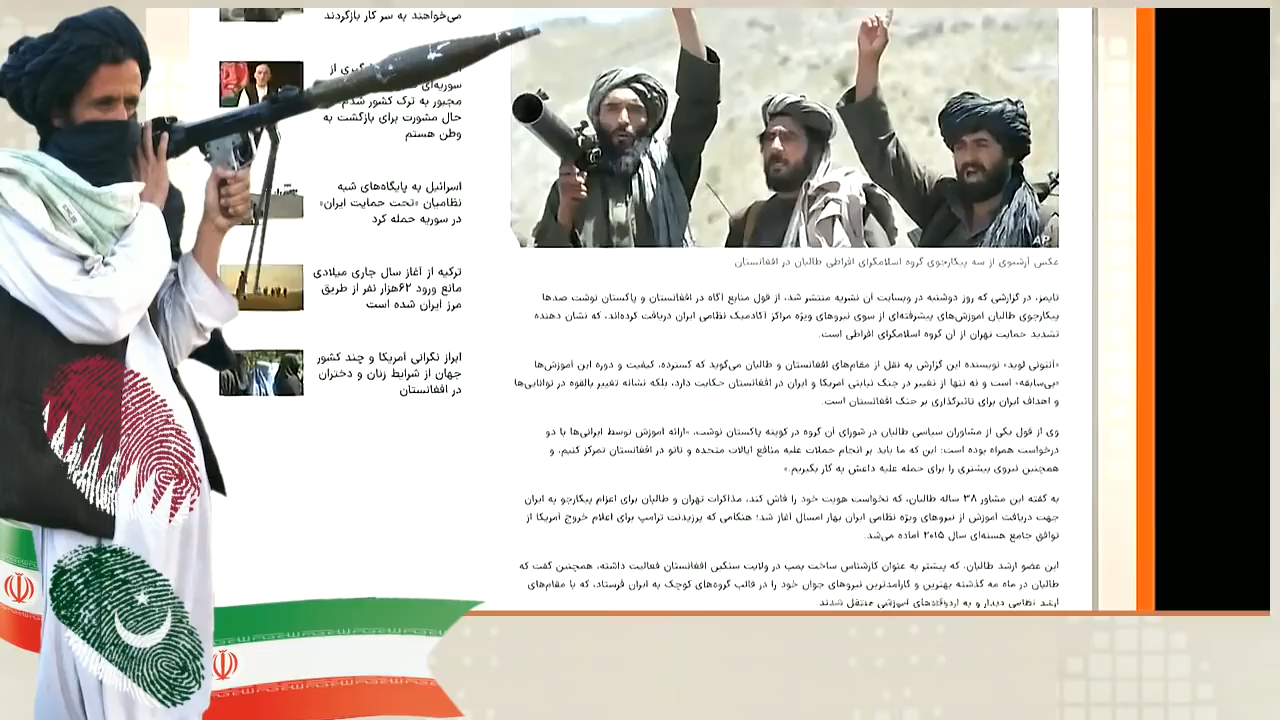 عکس آرشیوی از سه پیکارجوی گروه اسلامگرای افراطی طالبان در افغانستان
تایمز، در گزارشی که روز دوشنبه در وبسایت آن نشریه منتشر شد، از قول منابع آگاه در افغانستان و پاکستان نوشت صدها
پیکارجوی طالبان آموزش‌های پیشرفته‌ای از سوی نیروهای ویژه مراکز آکادمیک نظامی ایران دریافت کرده‌اند، که نشان دهنده
تشدید حمایت تهران از آن گروه اسلامگرای افراطی است.
«آنتونی لوید» نویسنده این گزارش به نقل از مقام‌های افغانستان و طالبان می‌گوید که گسترده، کیفیت و دوره این آموزش‌ها
«بی‌سابقه» است و نه تنها از تغییر در جنگ نیابتی آمریکا و ایران در افغانستان حکایت دارد، بلکه نشانه تغییر بالقوه در توانایی‌ها
و اهداف ایران برای تاثیرگذاری بر جنگ افغانستان است.
وی از قول یکی از مشاوران سیاسی طالبان در شورای آن گروه در کویته پاکستان نوشت، «ارائه آموزش توسط ایرانی‌ها با دو
درخواست همراه بوده است: این که ما باید بر انجام حملات علیه منافع ایالات متحده و ناتو در افغانستان تمرکز کنیم، و
همچنین نیروی بیشتری را برای حمله علیه داعش به کار بگیریم.»
به گفته این مشاور ۳۸ ساله طالبان، که نخواست هویت خود را فاش کند، مذاکرات تهران و طالبان برای اعزام پیکارجو به ایران
جهت دریافت آموزش از نیروهای ویژه نظامی ایران بهار امسال آغاز شد؛ هنگامی که پرزیدنت ترامپ برای اعلام خروج آمریکا از
توافق جامع هسته‌ای سال ۲۰۱۵ آماده می‌شد.
این عضو ارشد طالبان، که پیشتر به عنوان کارشناس ساخت بمب در ولایت سنگین افغانستان فعالیت داشته، همچنین گفت که
طالبان در ماه مه گذشته بهترین و کارآمدترین نیروهای جوان خود را در قالب گروه‌های کوچک به ایران فرستاد، که با مقام‌های
ارشد نظامی دیدار و به اردوگاه‌های آموزشی منتقل شدند
AP
می‌خواهند به سر کار بازگردند
گیری از
سوریه‌ای
مجبور به ترک کشور شدم
حال مشورت برای بازگشت به
وطن هستم
اسرائیل به پایگاه‌های شبه
نظامیان «تحت حمایت ایران»
در سوریه حمله کرد
ترکیه از آغاز سال جاری میلادی
مانع ورود ۶۲هزار نفر از طریق
مرز ایران شده است
ابراز نگرانی آمریکا و چند کشور
جهان از شرایط زنان و دختران
در افغانستان